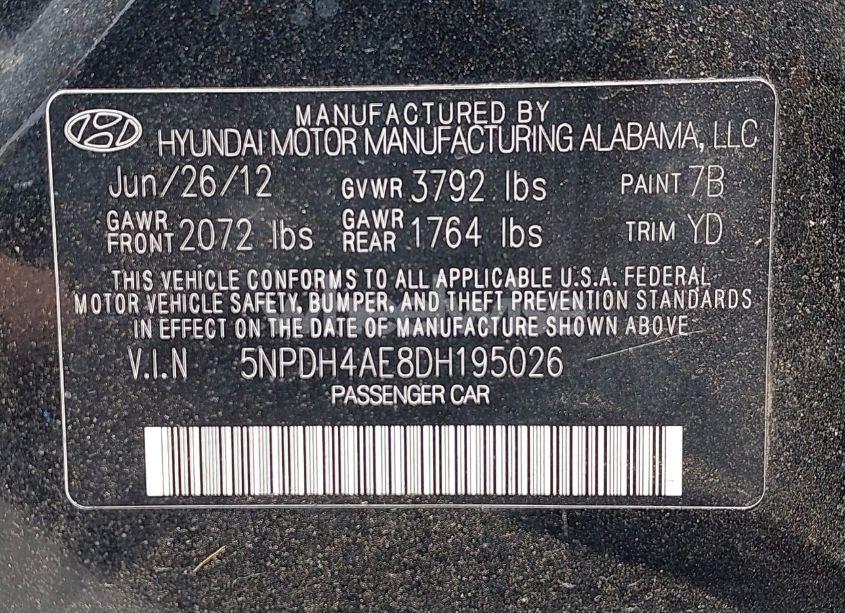 MANUFACTURED BY
HYUNDAI MOTOR MANUFACTURING ALABAMA, LLC
Jun/26/12 GVWR 3792 lbs PAINT 7B
GAWR FRONT 2072 lbs GAWR REAR 1764 lbs TRIM YD
THIS VEHICLE CONFORMS TO ALL APPLICABLE U.S.A. FEDERAL
MOTOR VEHICLE SAFETY, BUMPER, AND THEFT PREVENTION STANDARDS
IN EFFECT ON THE DATE OF MANUFACTURE SHOWN ABOVE.
V.I.N 5NPDH4AE8DH195026
PASSENGER CAR